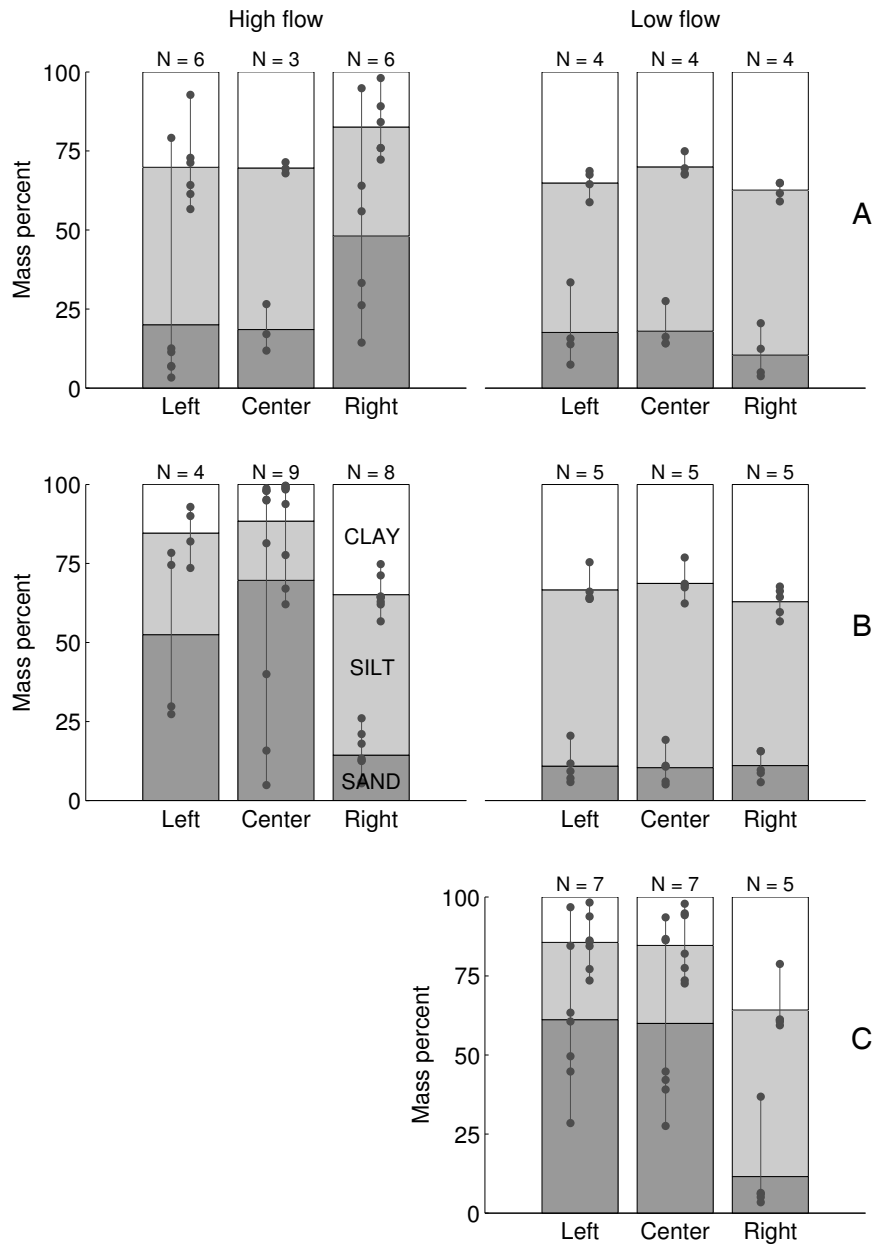 High flow Low flow
N = 6 N = 3 N = 6 N = 4 N = 4 N = 4
100
75
50
25
0
Mass percent
A
Left Center Right Left Center Right
N = 4 N = 9 N = 8 N = 5 N = 5 N = 5
100
75
50
25
0
Mass percent
CLAY
SILT
SAND
B
Left Center Right Left Center Right
N = 7 N = 7 N = 5
100
75
50
25
0
Mass percent
C
Left Center Right